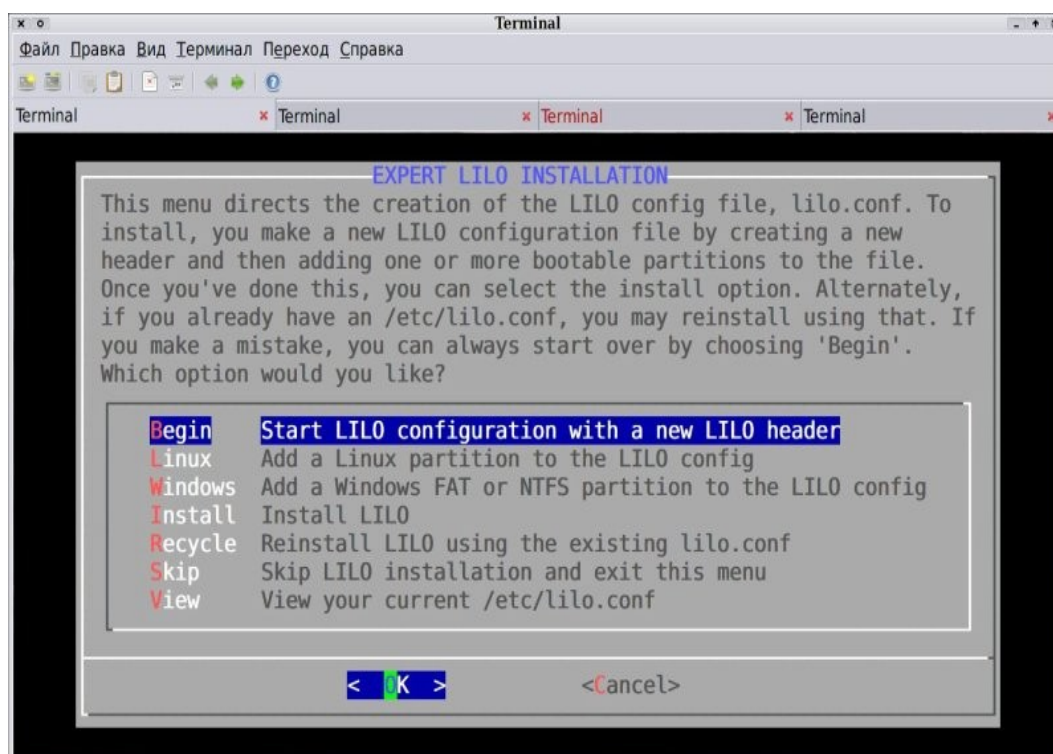 Terminal
Файл Правка Вид Терминал Переход Справка
Terminal Terminal Terminal Terminal
EXPERT LILO INSTALLATION
This menu directs the creation of the LILO config file, lilo.conf. To
install, you make a new LILO configuration file by creating a new
header and then adding one or more bootable partitions to the file.
Once you've done this, you can select the install option. Alternately,
if you already have an /etc/lilo.conf, you may reinstall using that. If
you make a mistake, you can always start over by choosing 'Begin'.
Which option would you like?
Begin Start LILO configuration with a new LILO header
Linux Add a Linux partition to the LILO config
Windows Add a Windows FAT or NTFS partition to the LILO config
Install Install LILO
Recycle Reinstall LILO using the existing lilo.conf
Skip Skip LILO installation and exit this menu
View View your current /etc/lilo.conf
< OK > <Cancel>